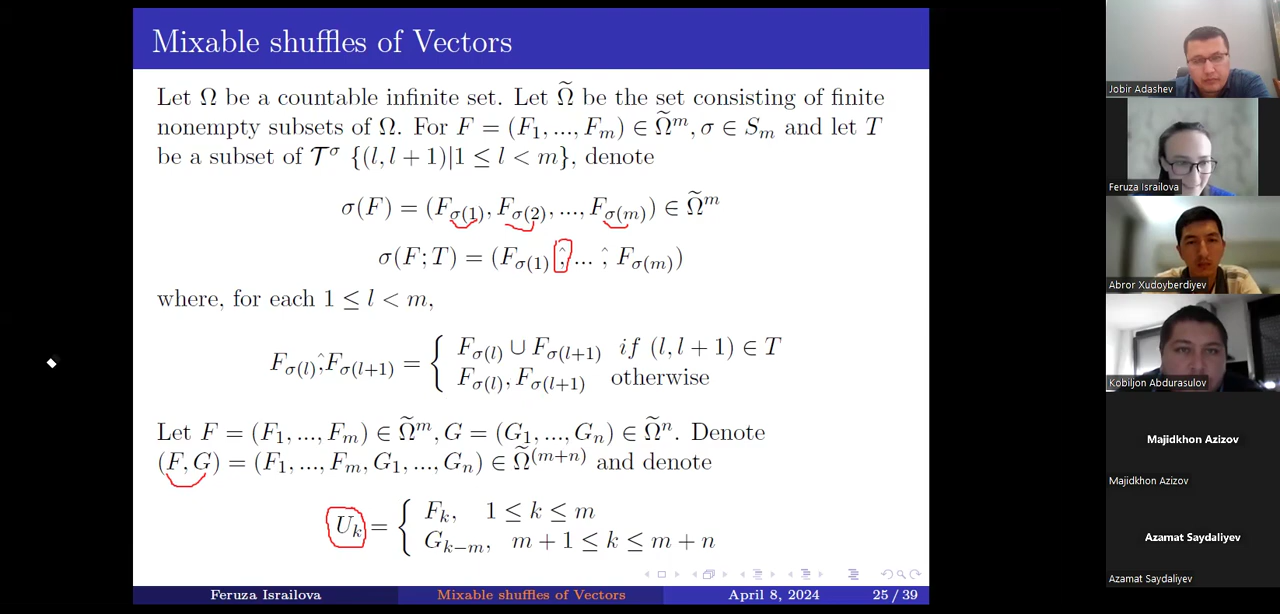 Mixable shuffles of Vectors
Let Ω be a countable infinite set. Let Ω̃ be the set consisting of finite
nonempty subsets of Ω. For F = (F₁, ..., Fₘ) ∈ Ω̃ᵐ, σ ∈ Sₘ and let T
be a subset of 𝒯^σ {(l, l + 1)|1 ≤ l < m}, denote
σ(F) = (F_σ(1), F_σ(2), ..., F_σ(m)) ∈ Ω̃ᵐ
σ(F; T) = (F_σ(1) ,̂ ... ,̂ F_σ(m))
where, for each 1 ≤ l < m,
F_σ(l) ,̂ F_σ(l+1) = {
F_σ(l) ∪ F_σ(l+1) if (l, l + 1) ∈ T
F_σ(l), F_σ(l+1) otherwise
Let F = (F₁, ..., Fₘ) ∈ Ω̃ᵐ, G = (G₁, ..., Gₙ) ∈ Ω̃ⁿ. Denote
(F, G) = (F₁, ..., Fₘ, G₁, ..., Gₙ) ∈ Ω̃^(m+n) and denote
U_k = {
F_k, 1 ≤ k ≤ m
G_k−m, m + 1 ≤ k ≤ m + n
Feruza Israilova
Mixable shuffles of Vectors
April 8, 2024
25 / 39
Jobir Adashev
Feruza Israilova
Abror Xudoyberdiyev
Kobiljon Abdurasulov
Majidkhon Azizov
Majidkhon Azizov
Azamat Saydaliyev
Azamat Saydaliyev